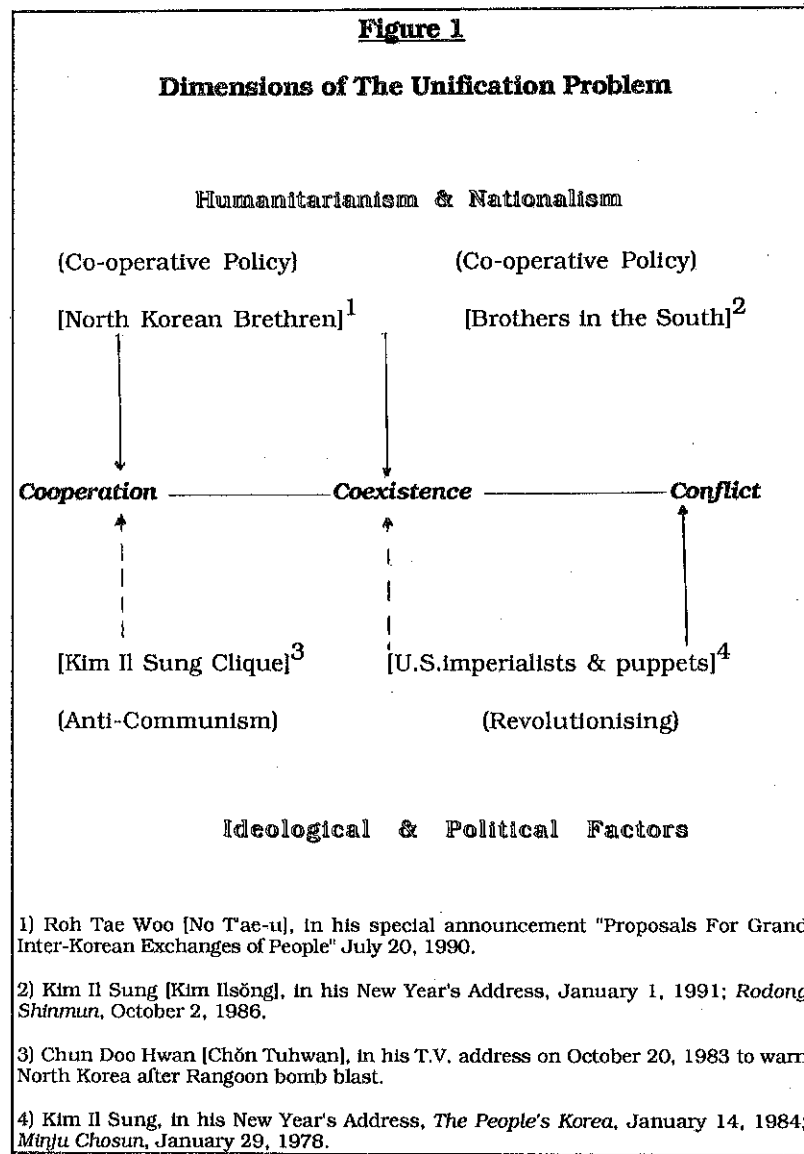 Figure 1
Dimensions of The Unification Problem
Humanitarianism & Nationalism
(Co-operative Policy) (Co-operative Policy)
[North Korean Brethren]1 [Brothers in the South]2
Cooperation Coexistence Conflict
[Kim Il Sung Clique]3 [U.S.imperialists & puppets]4
(Anti-Communism) (Revolutionising)
Ideological & Political Factors
1) Roh Tae Woo [No T'ae-u], in his special announcement "Proposals For Grand
Inter-Korean Exchanges of People" July 20, 1990.
2) Kim Il Sung [Kim Ilsŏng], in his New Year's Address, January 1, 1991; Rodong
Shinmun, October 2, 1986.
3) Chun Doo Hwan [Chŏn Tuhwan], in his T.V. address on October 20, 1983 to warn
North Korea after Rangoon bomb blast.
4) Kim Il Sung, in his New Year's Address, The People's Korea, January 14, 1984;
Minju Chosun, January 29, 1978.